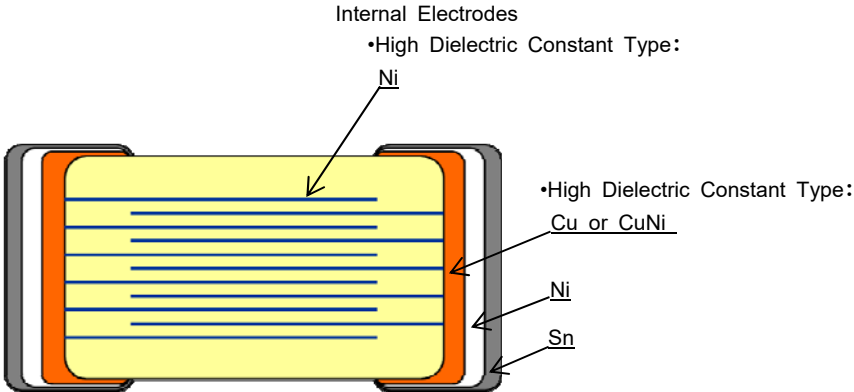 Internal Electrodes
•High Dielectric Constant Type：
Ni
•High Dielectric Constant Type：
Cu or CuNi
Ni
Sn